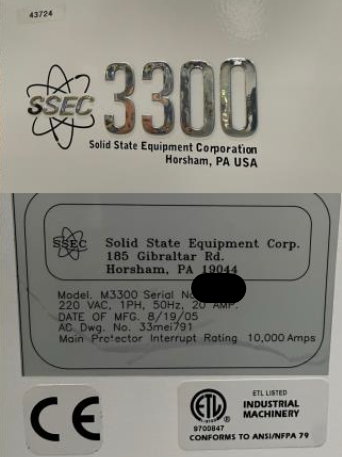 43724
SSEC 3300
Solid State Equipment Corporation
Horsham, PA USA
SSEC
Solid State Equipment Corp.
185 Gibraltar Rd.
Horsham, PA 19044
Model. M3300 Serial No
220 VAC, 1PH, 50Hz, 20 AMP.
DATE OF MFG. 8/19/05
AC Dwg. No. 33mei791
Main Protector Interrupt Rating 10,000 Amps
CE
ETL LISTED
INDUSTRIAL
MACHINERY
ETL
9700847
CONFORMS TO ANSI/NFPA 79